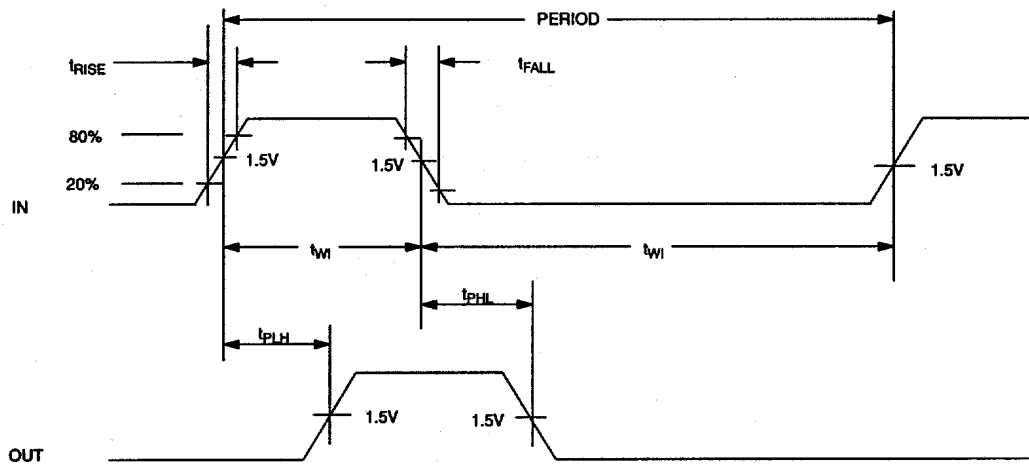 PERIOD
tRISE
tFALL
80%
1.5V
1.5V
1.5V
20%
IN
tWI
tWI
tPHL
tPLH
1.5V
1.5V
OUT